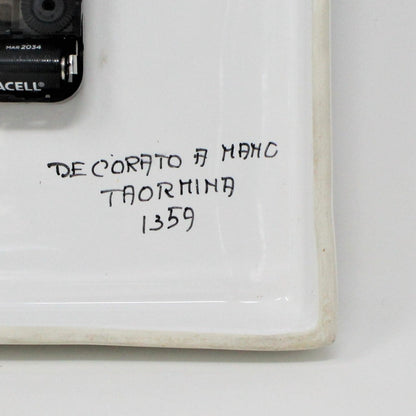 MAR 2034
ACELL®
DECORATO A MANO
TAORMINA
1359